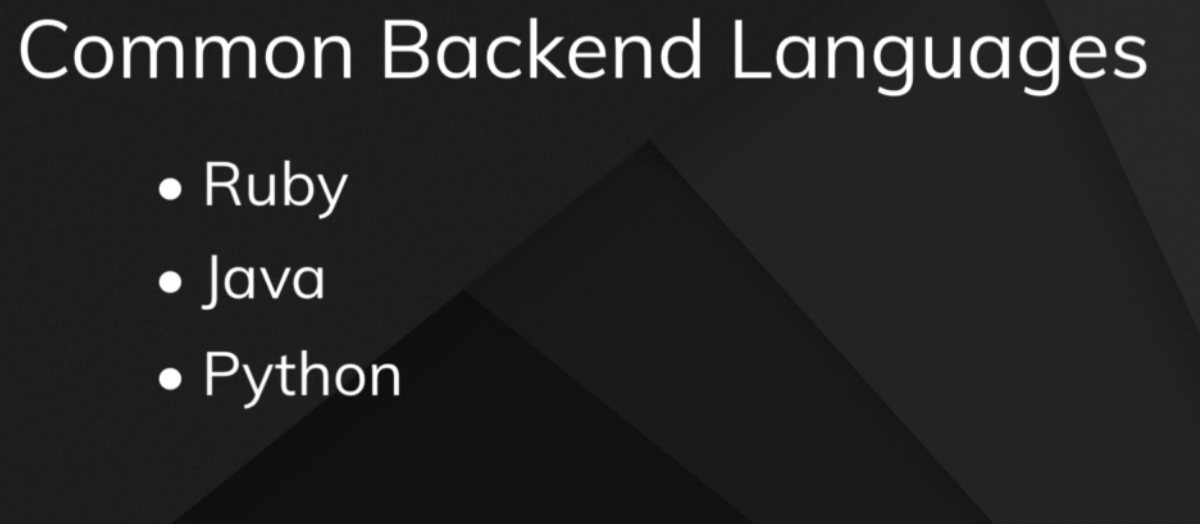 Common Backend Languages
• Ruby
• Java
• Python